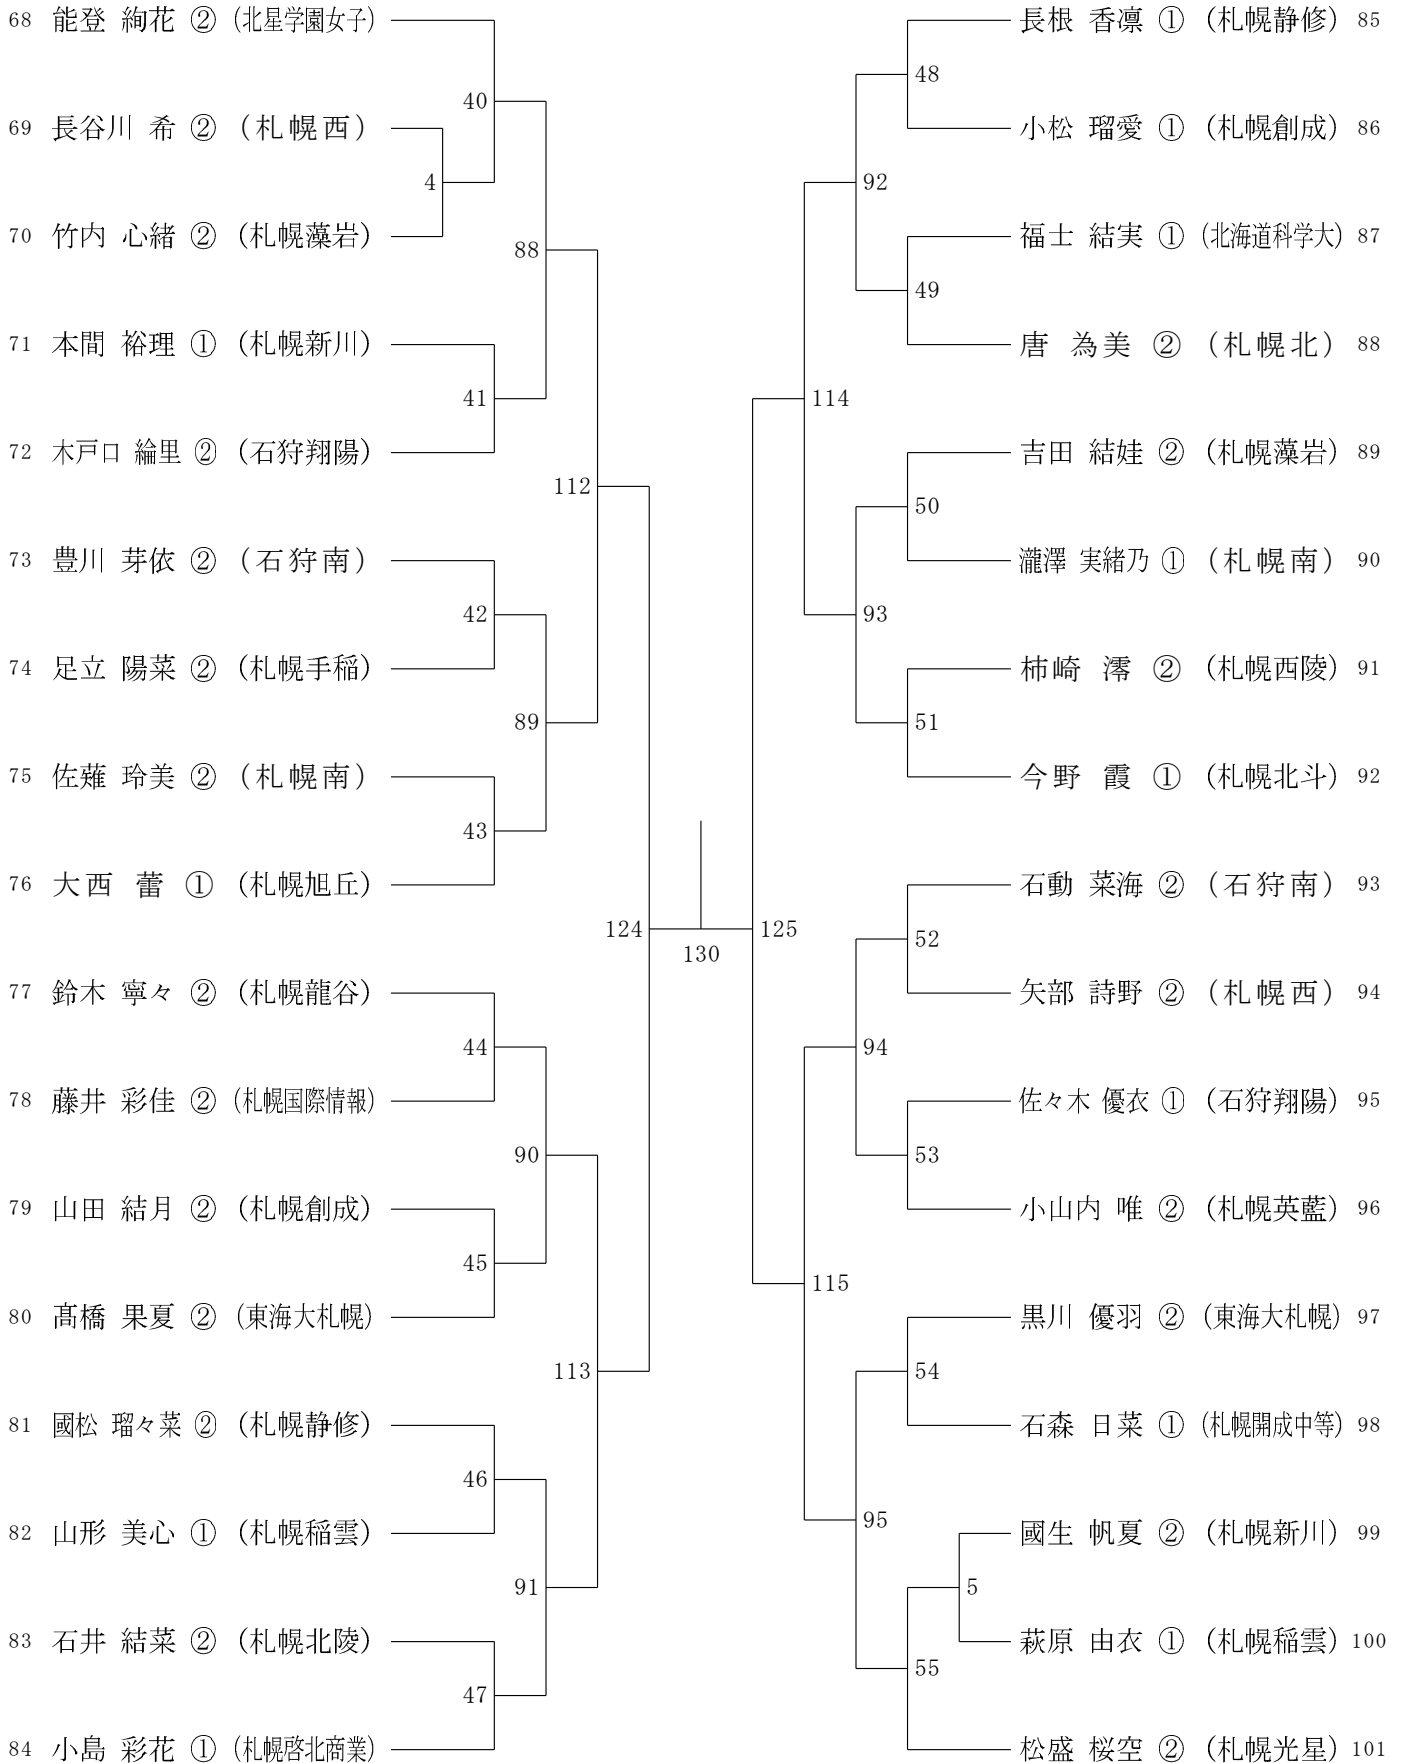 68 能登 絢花 ② (北星学園女子)
40
69 長谷川 希 ② (札幌西)
4
70 竹内 心緒 ② (札幌藻岩)
88
71 本間 裕理 ① (札幌新川)
41
72 木戸口 綸里 ② (石狩翔陽)
112
73 豊川 芽依 ② (石狩南)
42
74 足立 陽菜 ② (札幌手稲)
89
75 佐薙 玲美 ② (札幌南)
43
76 大西 蕾 ① (札幌旭丘)
124
77 鈴木 寧々 ② (札幌龍谷)
44
78 藤井 彩佳 ② (札幌国際情報)
90
79 山田 結月 ② (札幌創成)
45
80 髙橋 果夏 ② (東海大札幌)
113
81 國松 瑠々菜 ② (札幌静修)
46
82 山形 美心 ① (札幌稲雲)
91
83 石井 結菜 ② (札幌北陵)
47
84 小島 彩花 ① (札幌啓北商業)
130
長根 香凛 ① (札幌静修) 85
48
小松 瑠愛 ① (札幌創成) 86
92
福士 結実 ① (北海道科学大) 87
49
唐 為美 ② (札幌北) 88
114
吉田 結娃 ② (札幌藻岩) 89
50
瀧澤 実緒乃 ① (札幌南) 90
93
柿崎 澪 ② (札幌西陵) 91
51
今野 霞 ① (札幌北斗) 92
125
石動 菜海 ② (石狩南) 93
52
矢部 詩野 ② (札幌西) 94
94
佐々木 優衣 ① (石狩翔陽) 95
53
小山内 唯 ② (札幌英藍) 96
115
黒川 優羽 ② (東海大札幌) 97
54
石森 日菜 ① (札幌開成中等) 98
95
國生 帆夏 ② (札幌新川) 99
5
萩原 由衣 ① (札幌稲雲) 100
55
松盛 桜空 ② (札幌光星) 101